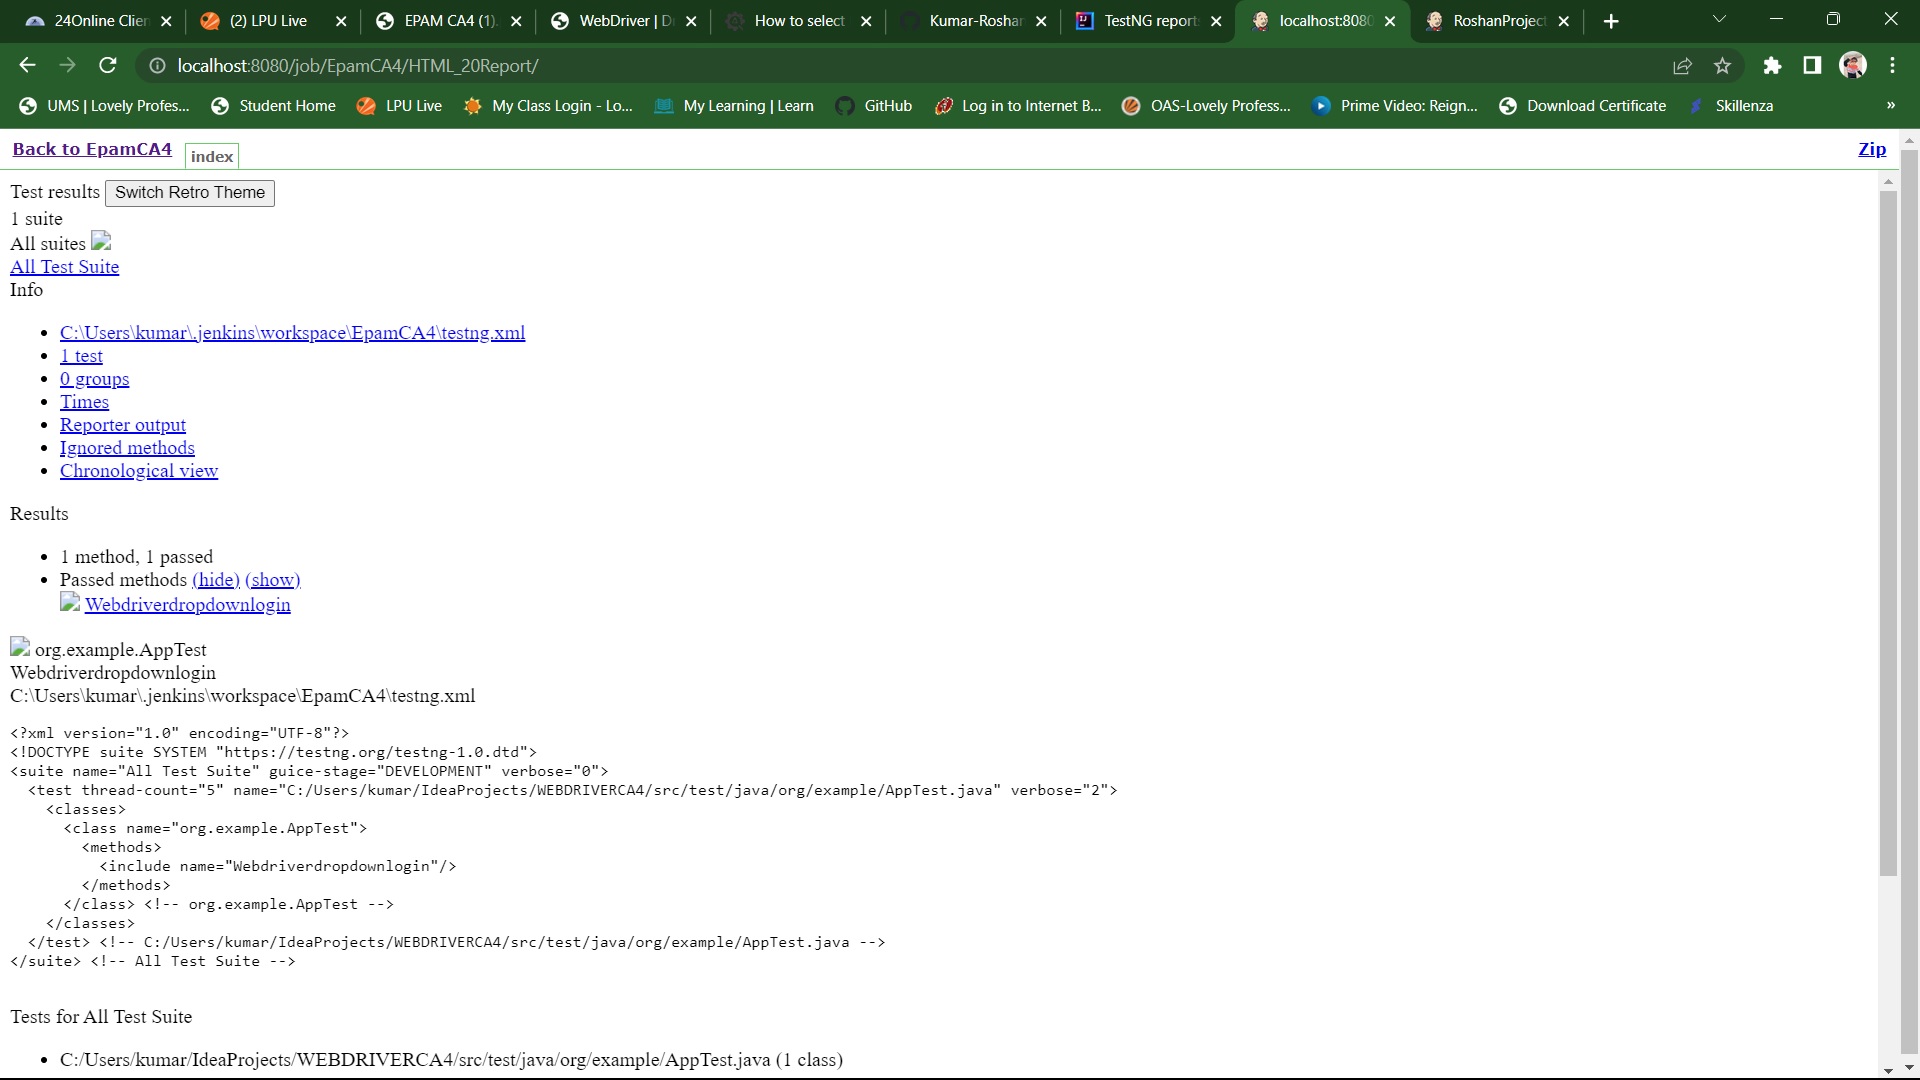 24Online Clien
(2) LPU Live
EPAM CA4 (1).
WebDriver | D
How to select
Kumar-Roshan
TestNG report
localhost:8080
RoshanProject
localhost:8080/job/EpamCA4/HTML_20Report/
UMS | Lovely Profes...
Student Home
LPU Live
My Class Login - Lo...
My Learning | Learn
GitHub
Log in to Internet B...
OAS-Lovely Profess...
Prime Video: Reign...
Download Certificate
Skillenza
»
Back to EpamCA4
index
Zip
Test results Switch Retro Theme
1 suite
All suites
All Test Suite
Info
• C:\Users\kumar\.jenkins\workspace\EpamCA4\testng.xml
• 1 test
• 0 groups
• Times
• Reporter output
• Ignored methods
• Chronological view
Results
• 1 method, 1 passed
• Passed methods (hide) (show)
Webdriverdropdownlogin
org.example.AppTest
Webdriverdropdownlogin
C:\Users\kumar\.jenkins\workspace\EpamCA4\testng.xml
<?xml version="1.0" encoding="UTF-8"?>
<!DOCTYPE suite SYSTEM "https://testng.org/testng-1.0.dtd">
<suite name="All Test Suite" guice-stage="DEVELOPMENT" verbose="0">
<test thread-count="5" name="C:/Users/kumar/IdeaProjects/WEBDRIVERCA4/src/test/java/org/example/AppTest.java" verbose="2">
<classes>
<class name="org.example.AppTest">
<methods>
<include name="Webdriverdropdownlogin"/>
</methods>
</class> <!-- org.example.AppTest -->
</classes>
</test> <!-- C:/Users/kumar/IdeaProjects/WEBDRIVERCA4/src/test/java/org/example/AppTest.java -->
</suite> <!-- All Test Suite -->
Tests for All Test Suite
• C:/Users/kumar/IdeaProjects/WEBDRIVERCA4/src/test/java/org/example/AppTest.java (1 class)